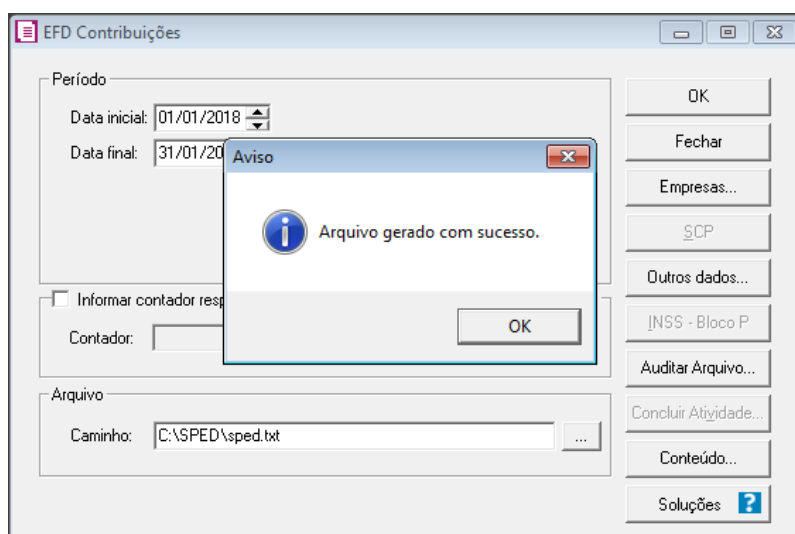 EFD Contribuições
Período
Data inicial: 01/01/2018
Data final: 31/01/20
Aviso
Arquivo gerado com sucesso.
OK
Informar contador resp
Contador:
Arquivo
Caminho: C:\SPED\sped.txt ...
OK
Fechar
Empresas...
SCP
Outros dados...
INSS - Bloco P
Auditar Arquivo...
Concluir Atividade...
Conteúdo...
Soluções ?